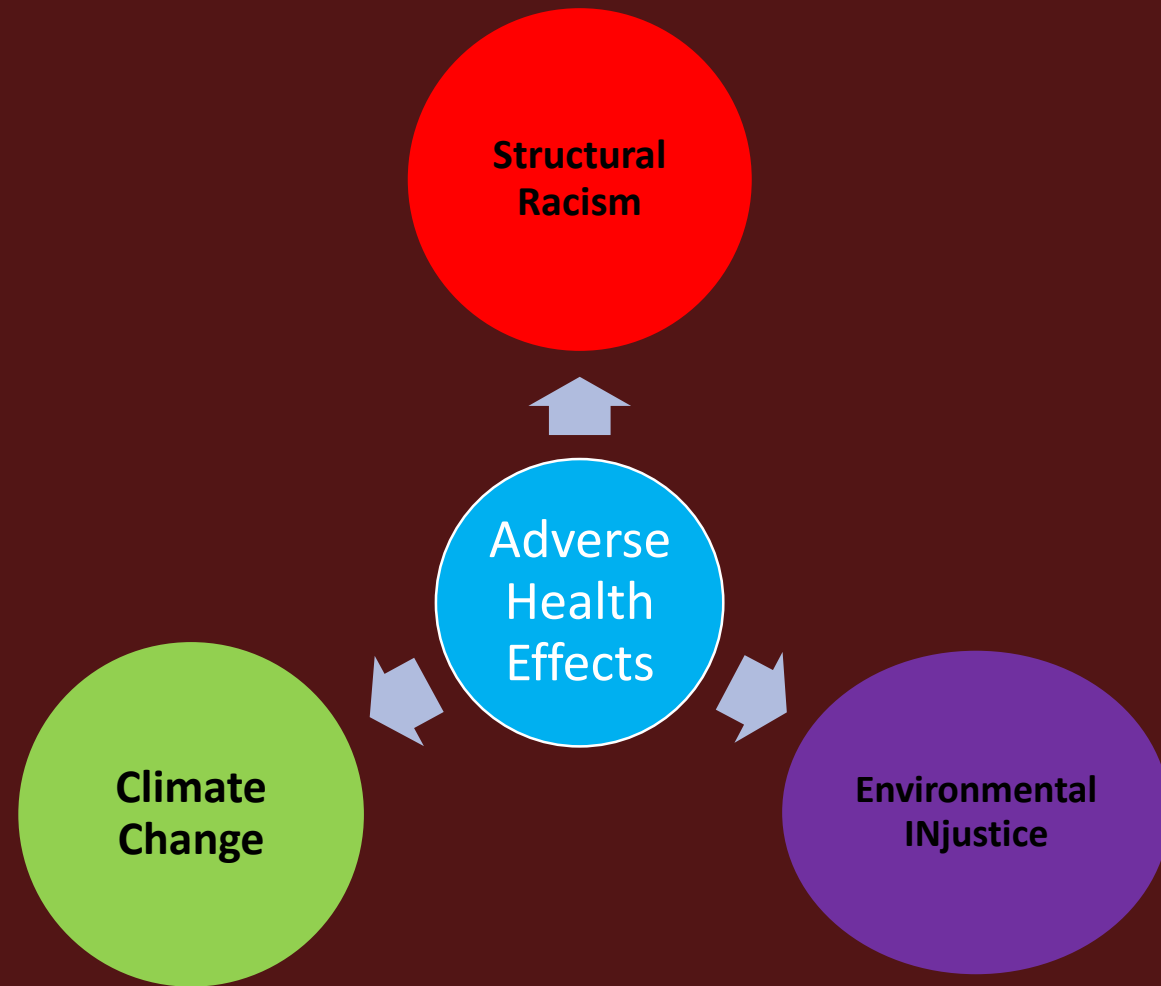 Structural
Racism
Adverse
Health
Effects
Climate
Change
Environmental
INjustice